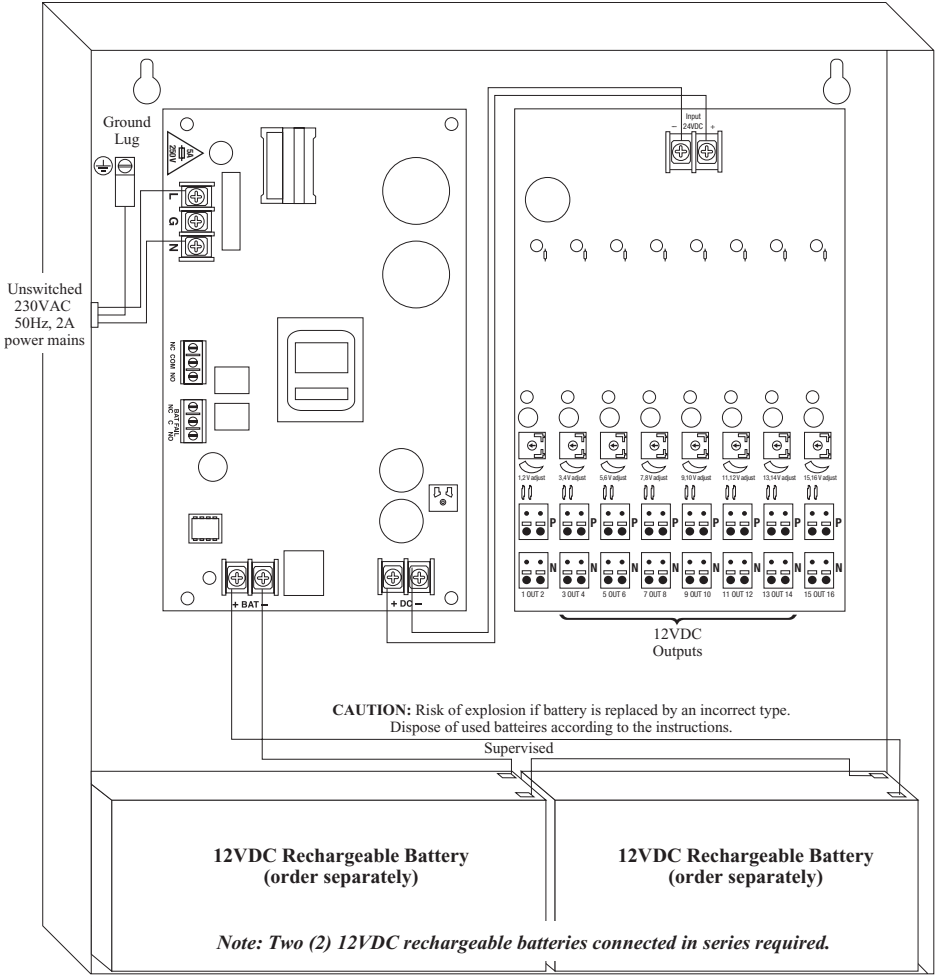 Ground
Lug
5A
250V
L
G
N
Unswitched
230VAC
50Hz, 2A
power mains
NC COM NO
BAT FAIL
NC C NO
+ BAT –
+ DC –
Input
– 24VDC +
1,2 V adjust 3,4 V adjust 5,6 V adjust 7,8 V adjust 9,10 V adjust 11,12 V adjust 13,14 V adjust 15,16 V adjust
P P P P P P P P
N N N N N N N N
1 OUT 2 3 OUT 4 5 OUT 6 7 OUT 8 9 OUT 10 11 OUT 12 13 OUT 14 15 OUT 16
12VDC
Outputs
CAUTION: Risk of explosion if battery is replaced by an incorrect type.
Dispose of used batteires according to the instructions.
Supervised
12VDC Rechargeable Battery
(order separately)
12VDC Rechargeable Battery
(order separately)
Note: Two (2) 12VDC rechargeable batteries connected in series required.